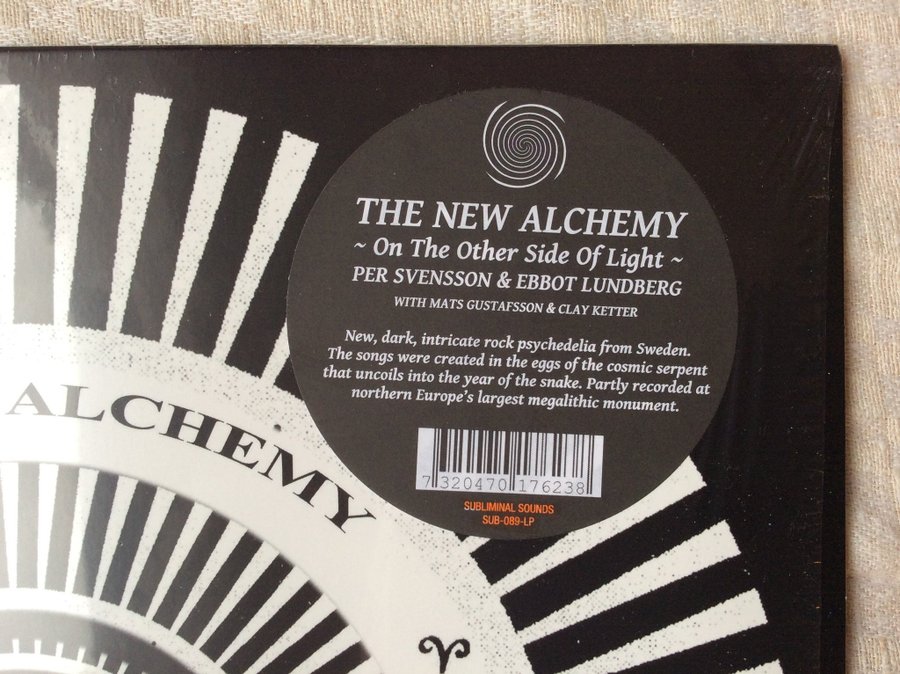 THE NEW ALCHEMY
~ On The Other Side Of Light ~
PER SVENSSON & EBBOT LUNDBERG
WITH MATS GUSTAFSSON & CLAY KETTER
New, dark, intricate rock psychedelia from Sweden.
The songs were created in the eggs of the cosmic serpent
that uncoils into the year of the snake. Partly recorded at
northern Europe's largest megalithic monument.
7 320470 176238
SUBLIMINAL SOUNDS
SUB-089-LP
ALCHEMY